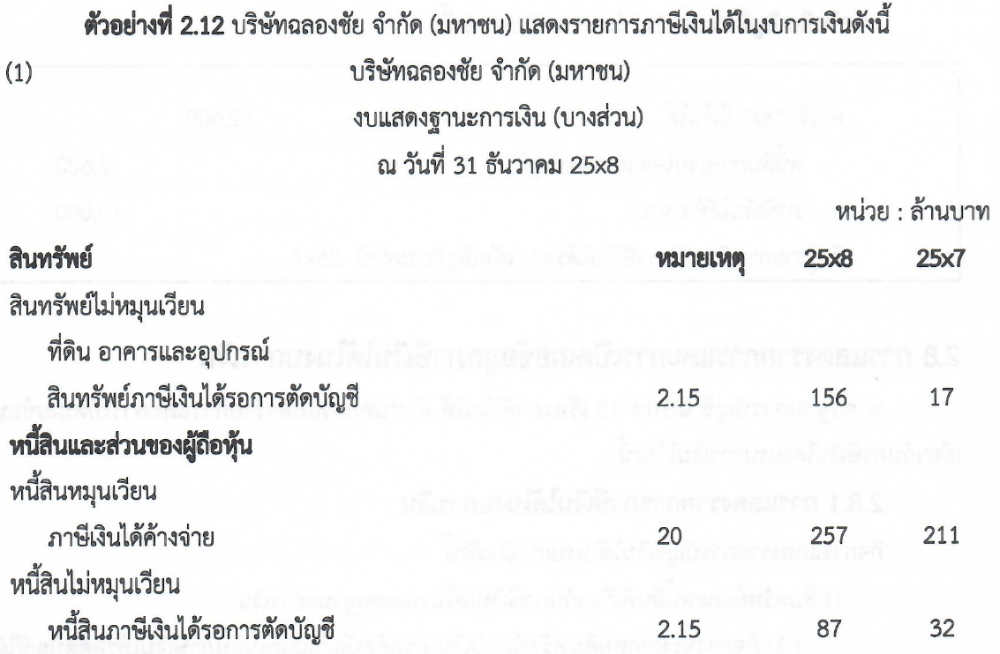 ตัวอย่างที่ 2.12 บริษัทฉลองชัย จำกัด (มหาชน) แสดงรายการภาษีเงินได้ในงบการเงินดังนี้
(1) บริษัทฉลองชัย จำกัด (มหาชน)
งบแสดงฐานะการเงิน (บางส่วน)
ณ วันที่ 31 ธันวาคม 25x8
หน่วย : ล้านบาท
สินทรัพย์ หมายเหตุ 25x8 25x7
สินทรัพย์ไม่หมุนเวียน
ที่ดิน อาคารและอุปกรณ์
สินทรัพย์ภาษีเงินได้รอการตัดบัญชี 2.15 156 17
หนี้สินและส่วนของผู้ถือหุ้น
หนี้สินหมุนเวียน
ภาษีเงินได้ค้างจ่าย 20 257 211
หนี้สินไม่หมุนเวียน
หนี้สินภาษีเงินได้รอการตัดบัญชี 2.15 87 32